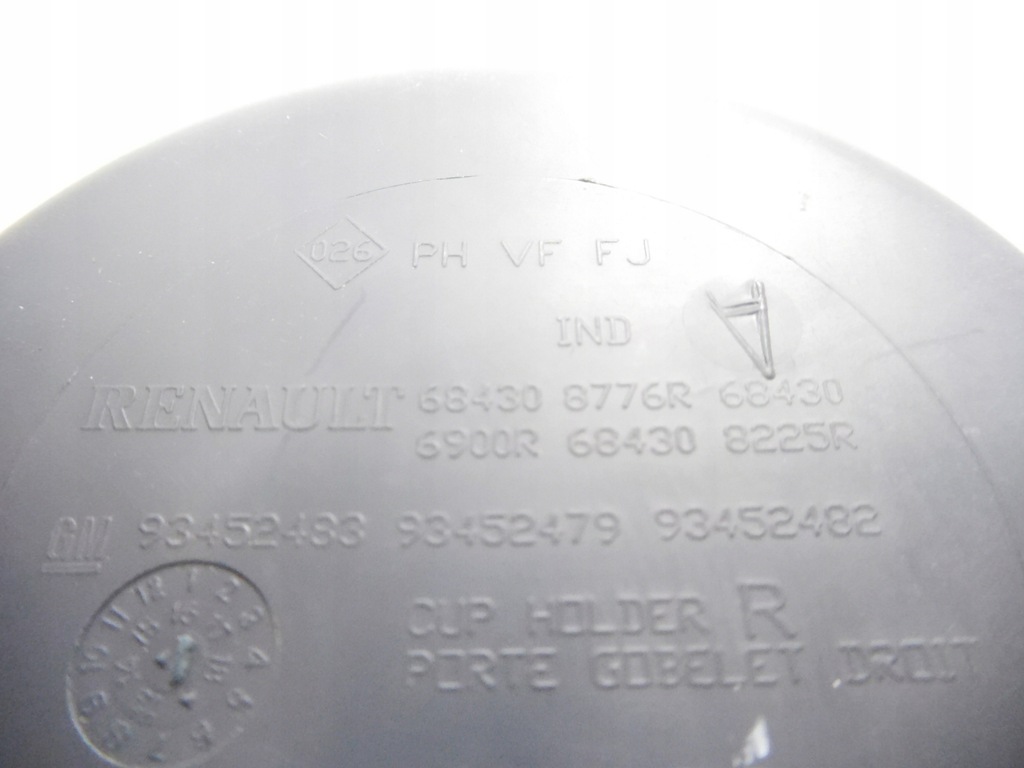 026 PH VF FJ
IND A
RENAULT 68430 8776R 68430
6900R 68430 8225R
GM 93452483 93452479 93452482
CUP HOLDER R
PORTE GOBELET DROIT